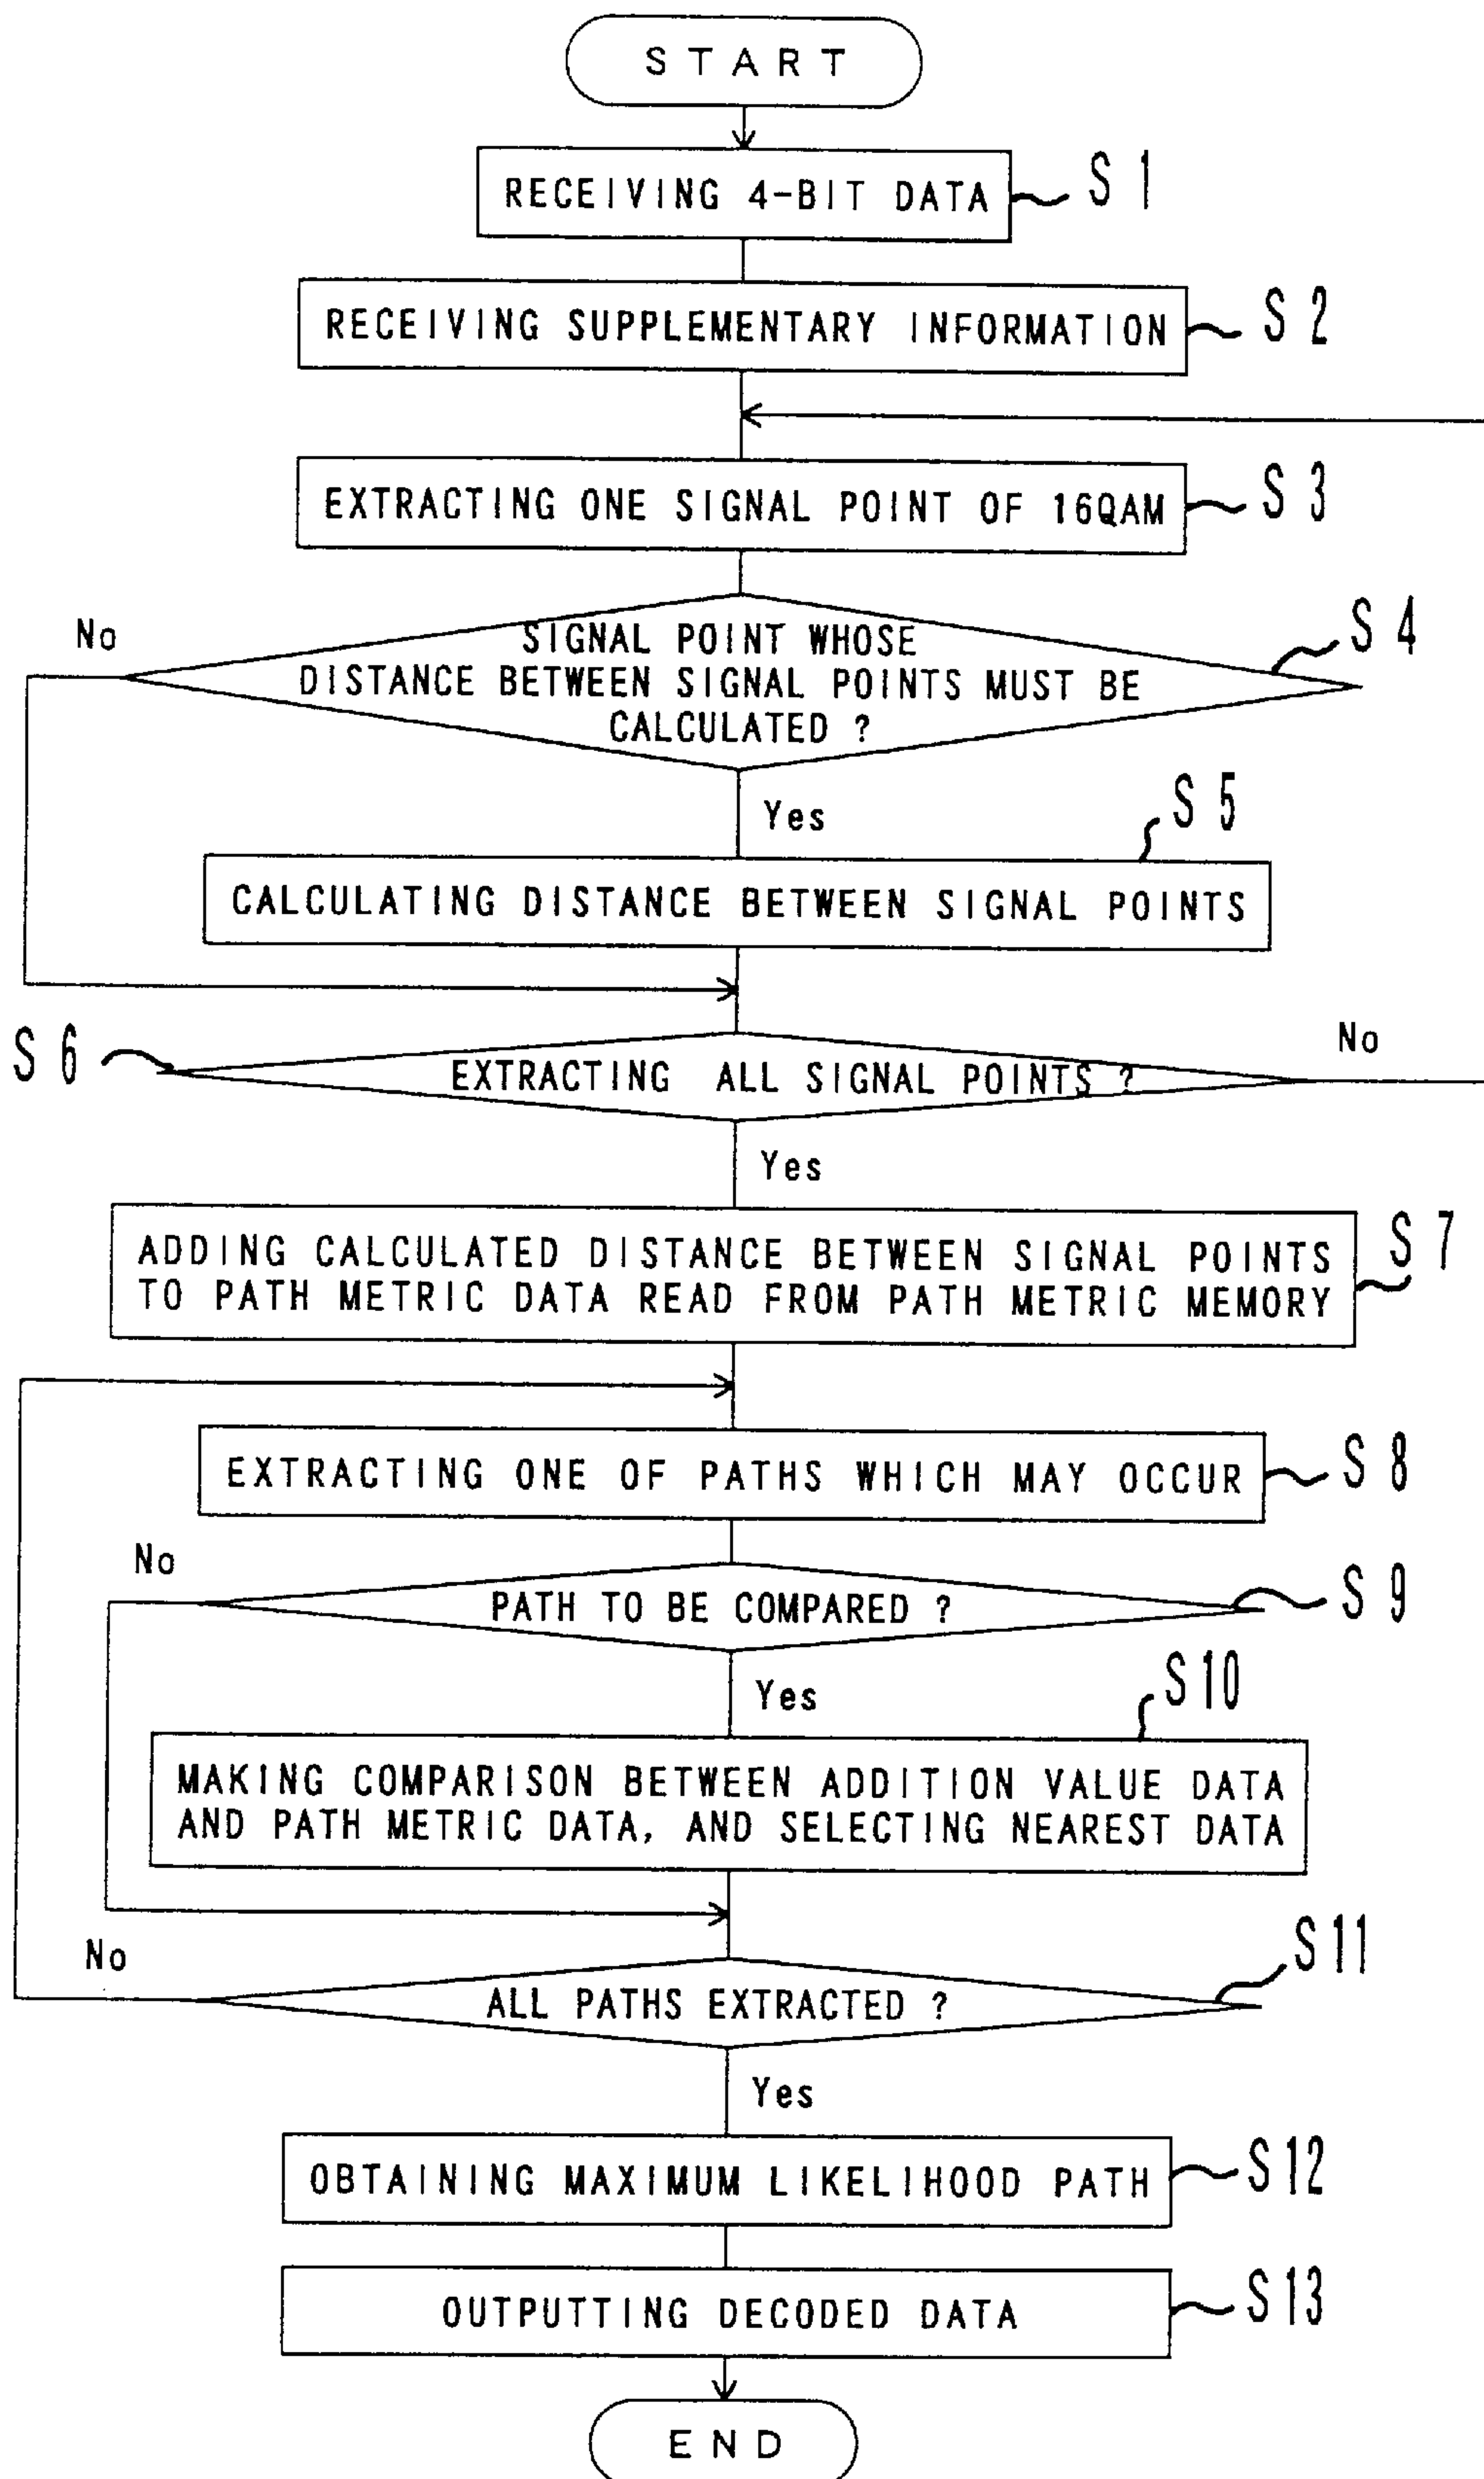 START
RECEIVING 4-BIT DATA
S1
RECEIVING SUPPLEMENTARY INFORMATION
S2
EXTRACTING ONE SIGNAL POINT OF 16QAM
S3
No
SIGNAL POINT WHOSE
DISTANCE BETWEEN SIGNAL POINTS MUST BE
CALCULATED ?
S4
Yes
S5
CALCULATING DISTANCE BETWEEN SIGNAL POINTS
S6
EXTRACTING ALL SIGNAL POINTS ?
No
Yes
ADDING CALCULATED DISTANCE BETWEEN SIGNAL POINTS
TO PATH METRIC DATA READ FROM PATH METRIC MEMORY
S7
EXTRACTING ONE OF PATHS WHICH MAY OCCUR
S8
No
PATH TO BE COMPARED ?
S9
Yes
S10
MAKING COMPARISON BETWEEN ADDITION VALUE DATA
AND PATH METRIC DATA, AND SELECTING NEAREST DATA
No
ALL PATHS EXTRACTED ?
S11
Yes
OBTAINING MAXIMUM LIKELIHOOD PATH
S12
OUTPUTTING DECODED DATA
S13
END